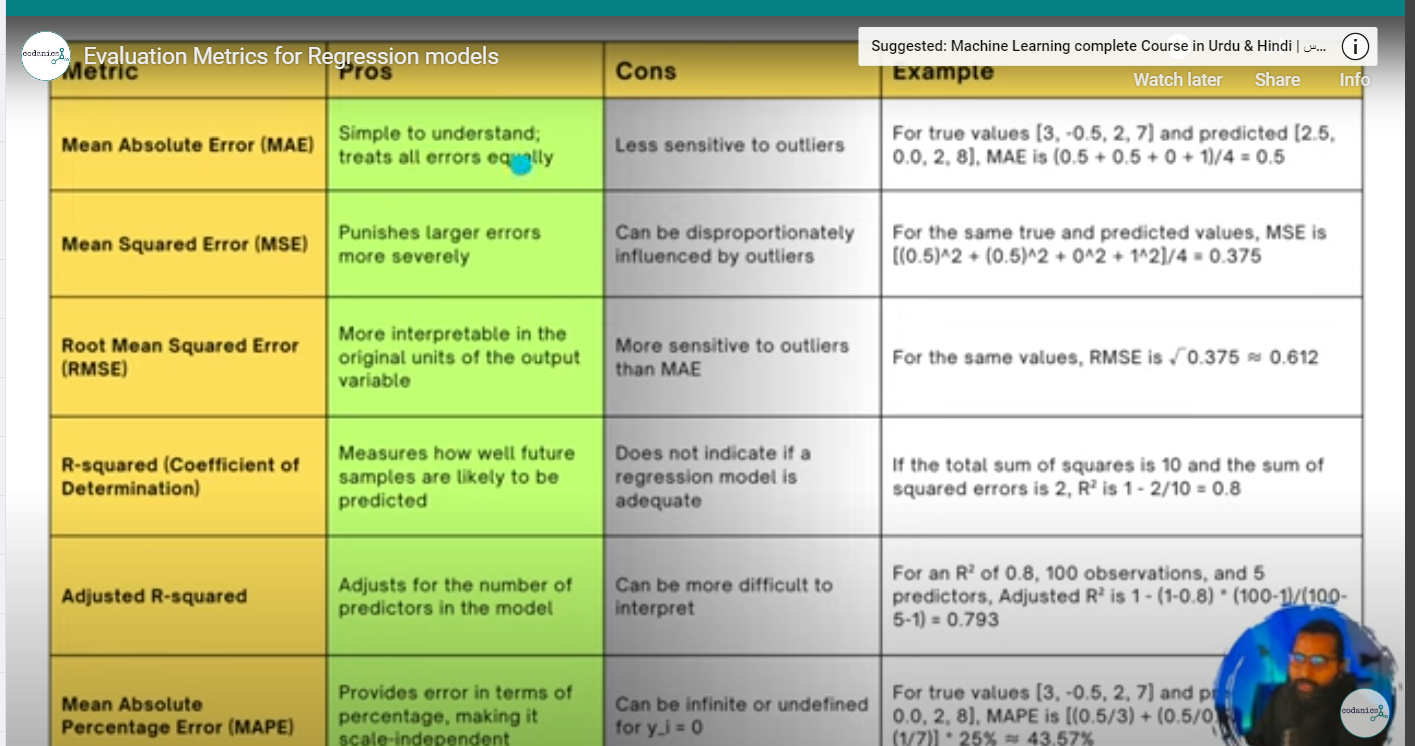 codanics
Evaluation Metrics for Regression models
Suggested: Machine Learning complete Course in Urdu & Hindi | س...
Watch later
Share
Info
Metric
Pros
Cons
Example
Mean Absolute Error (MAE)
Simple to understand;
treats all errors equally
Less sensitive to outliers
For true values [3, -0.5, 2, 7] and predicted [2.5,
0.0, 2, 8], MAE is (0.5 + 0.5 + 0 + 1)/4 = 0.5
Mean Squared Error (MSE)
Punishes larger errors
more severely
Can be disproportionately
influenced by outliers
For the same true and predicted values, MSE is
[(0.5)^2 + (0.5)^2 + 0^2 + 1^2]/4 = 0.375
Root Mean Squared Error
(RMSE)
More interpretable in the
original units of the output
variable
More sensitive to outliers
than MAE
For the same values, RMSE is √0.375 ≈ 0.612
R-squared (Coefficient of
Determination)
Measures how well future
samples are likely to be
predicted
Does not indicate if a
regression model is
adequate
If the total sum of squares is 10 and the sum of
squared errors is 2, R² is 1 - 2/10 = 0.8
Adjusted R-squared
Adjusts for the number of
predictors in the model
Can be more difficult to
interpret
For an R² of 0.8, 100 observations, and 5
predictors, Adjusted R² is 1 - (1-0.8) * (100-1)/(100-
5-1) = 0.793
Mean Absolute
Percentage Error (MAPE)
Provides error in terms of
percentage, making it
scale-independent
Can be infinite or undefined
for y_i = 0
For true values [3, -0.5, 2, 7] and
0.0, 2, 8], MAPE is [(0.5/3) + (0.5/0.
(1/7)] * 25% ≈ 43.57%
codanics